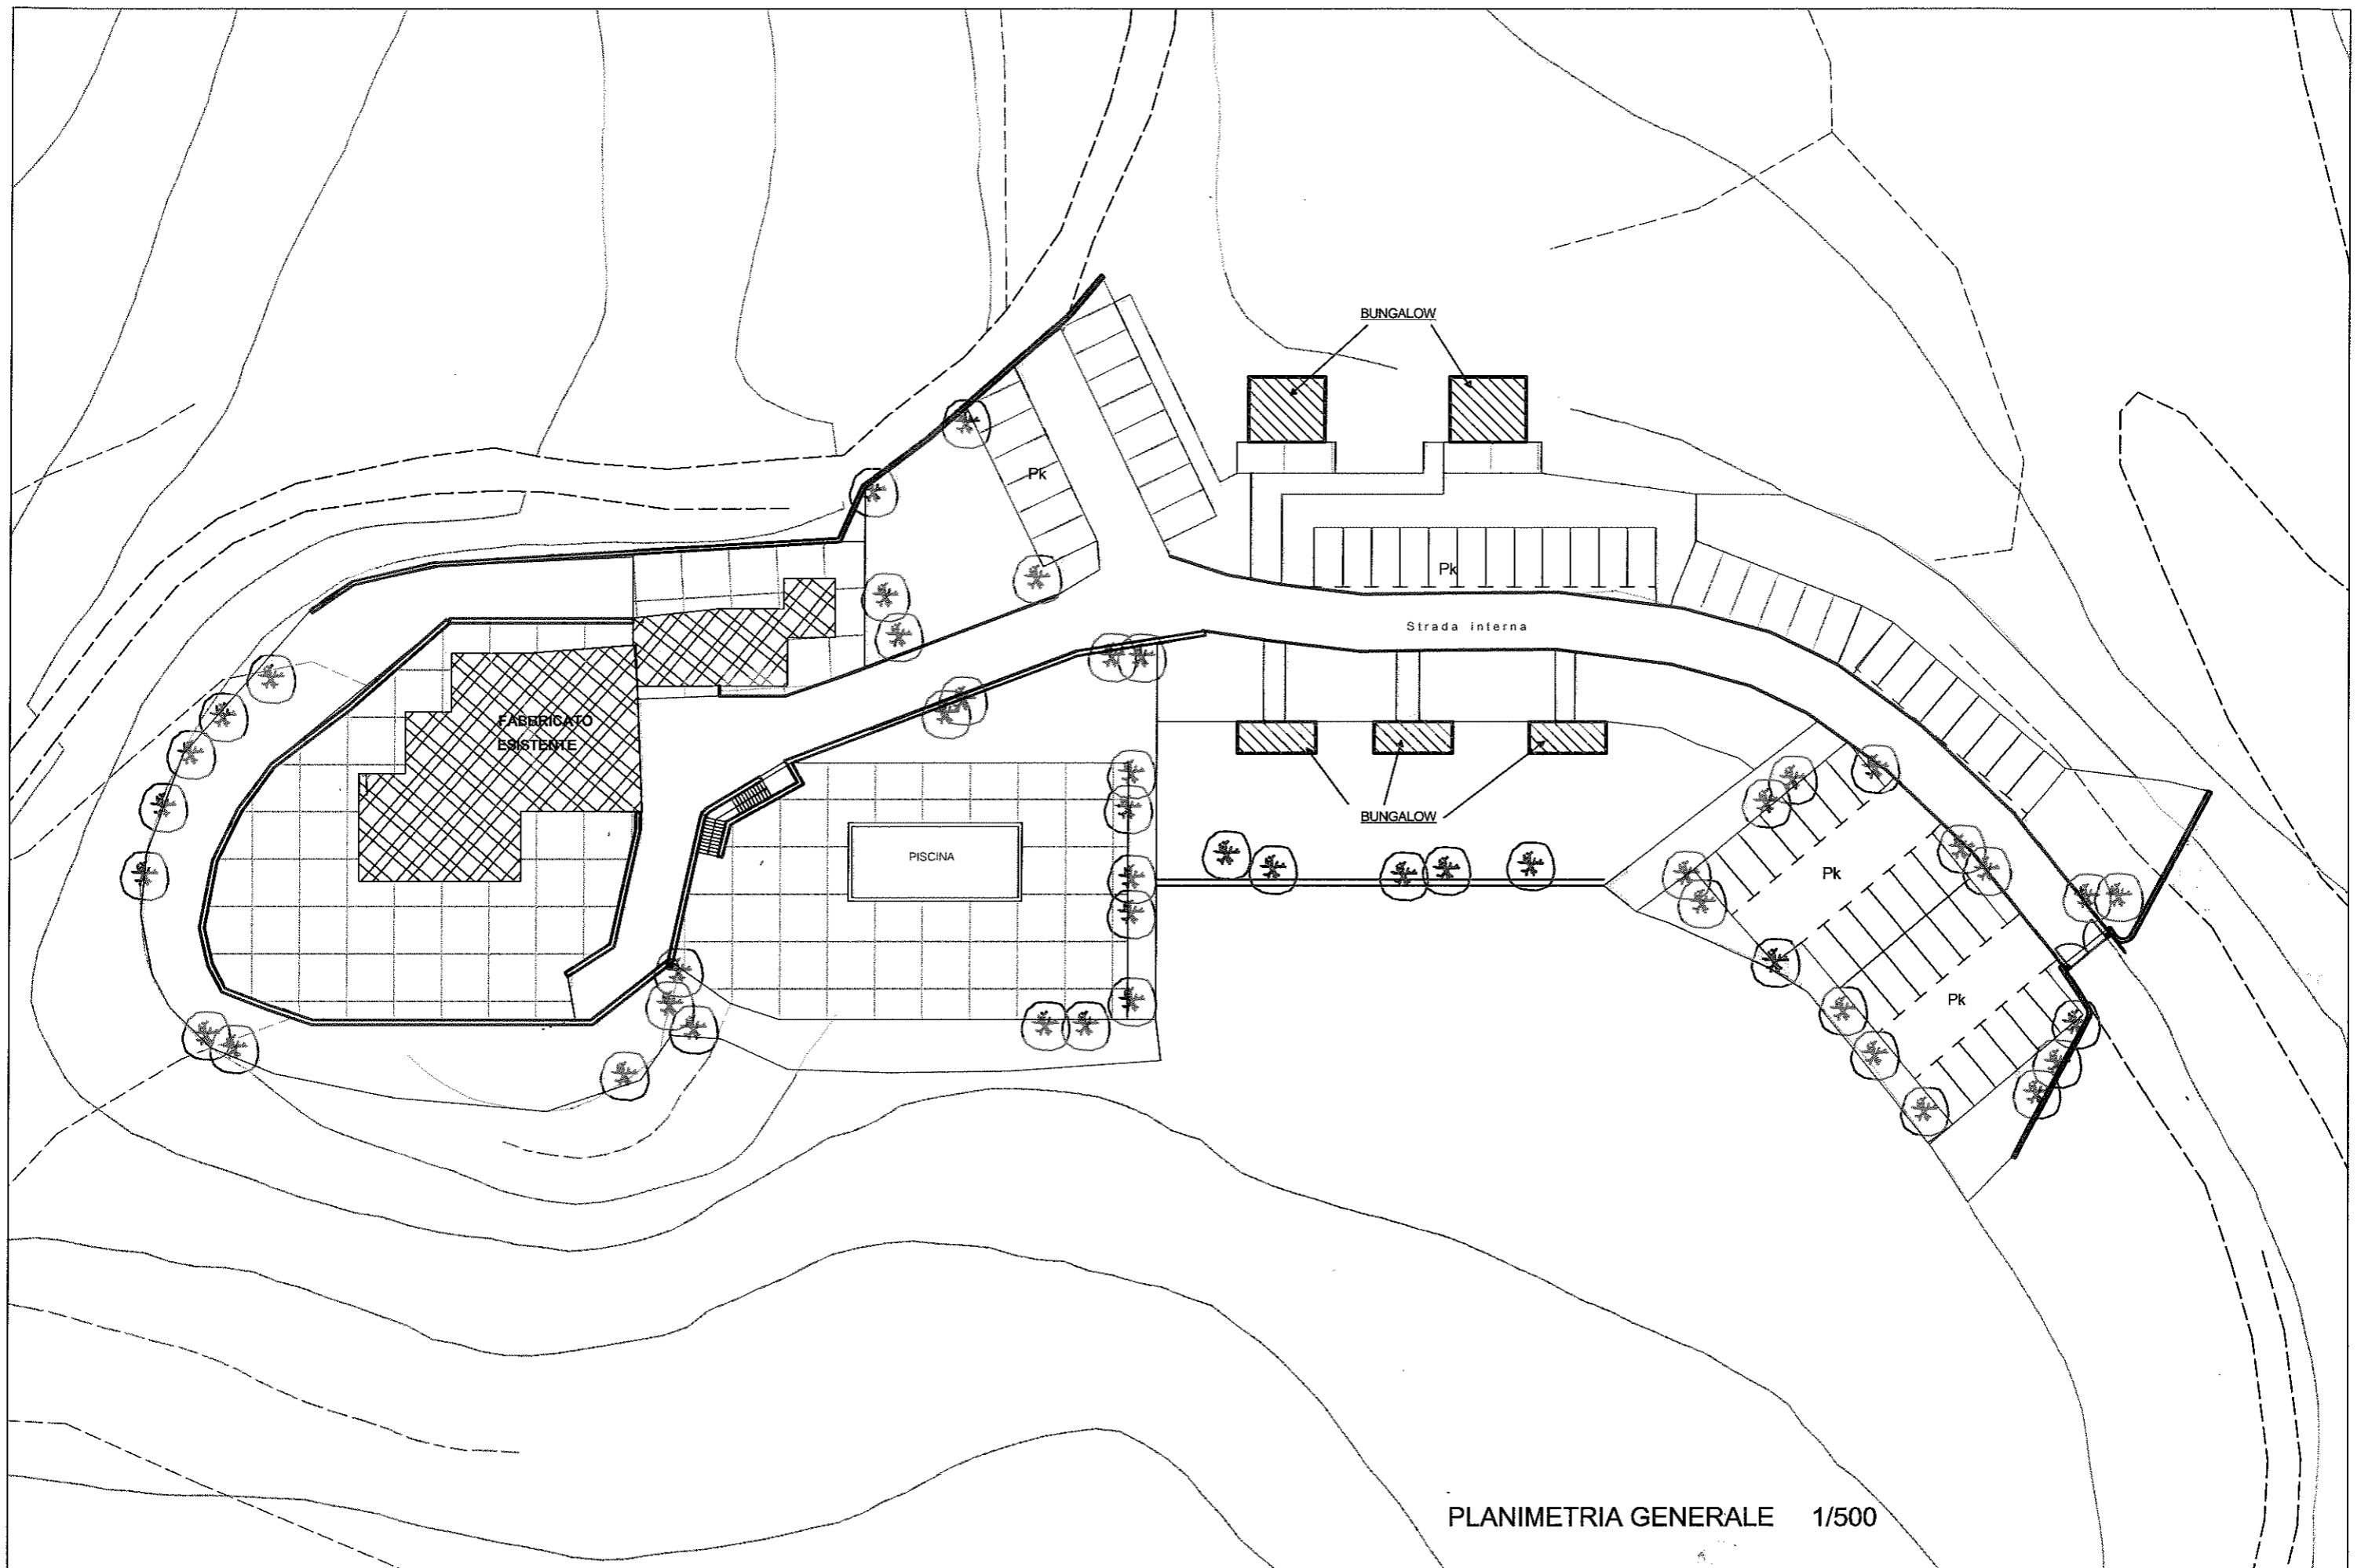 BUNGALOW
Pk
Pk
Strada interna
FABBRICATO
ESISTENTE
BUNGALOW
PISCINA
Pk
Pk
PLANIMETRIA GENERALE 1/500